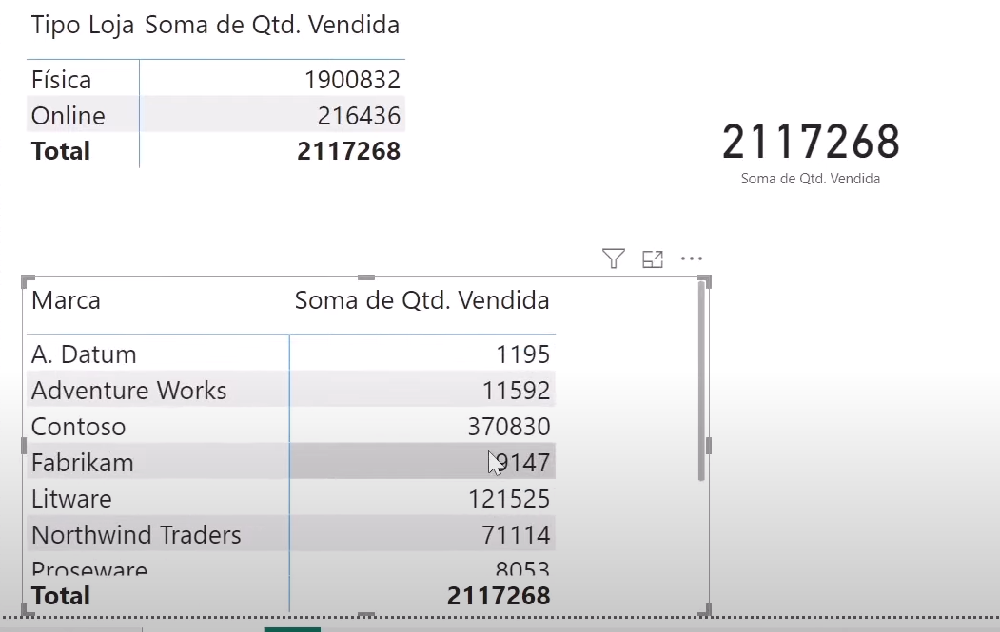 Tipo Loja Soma de Qtd. Vendida
Física 1900832
Online 216436
Total 2117268
2117268
Soma de Qtd. Vendida
Marca Soma de Qtd. Vendida
A. Datum 1195
Adventure Works 11592
Contoso 370830
Fabrikam 9147
Litware 121525
Northwind Traders 71114
Proseware 8053
Total 2117268